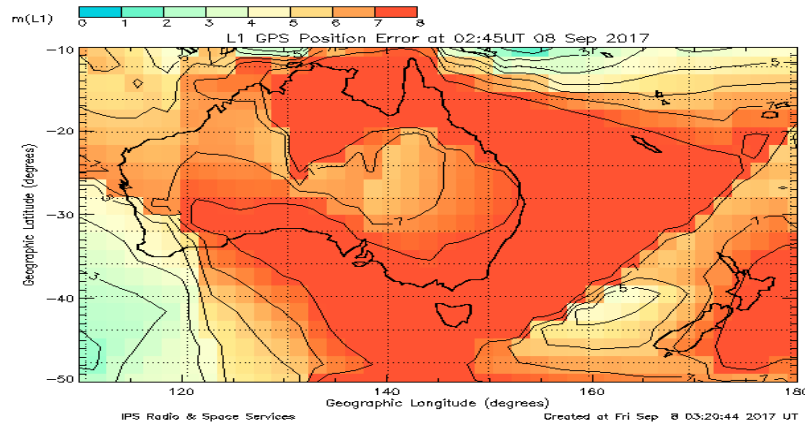 m(L1) 0 1 2 3 4 5 6 7 8
L1 GPS Position Error at 02:45UT 08 Sep 2017
-10
-20
-30
-40
-50
Geographic Latitude (degrees)
120 140 160 180
Geographic Longitude (degrees)
IPS Radio & Space Services
Created at Fri Sep 8 03:20:44 2017 UT